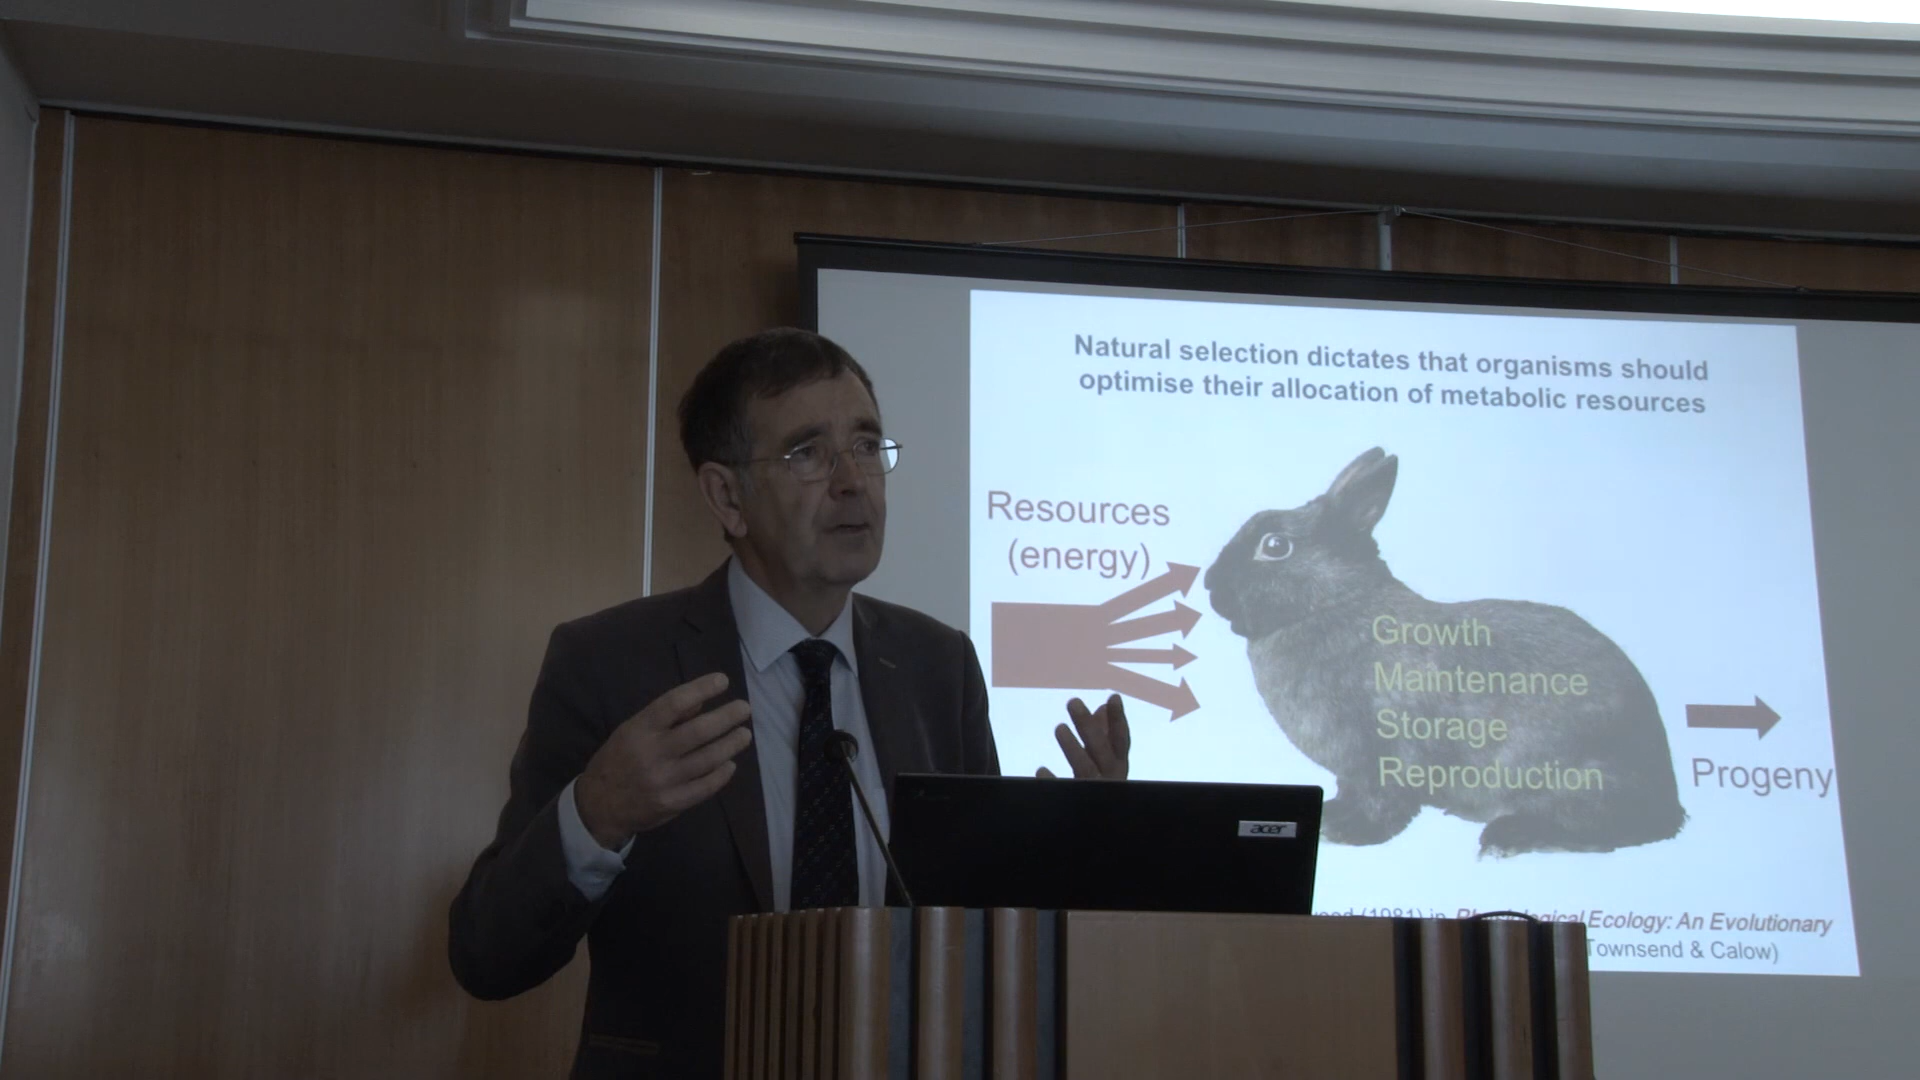 Natural selection dictates that organisms should
optimise their allocation of metabolic resources
Resources
(energy)
Growth
Maintenance
Storage
Reproduction
Progeny
(1981) in Physiological Ecology: An Evolutionary
Townsend & Calow)
acer